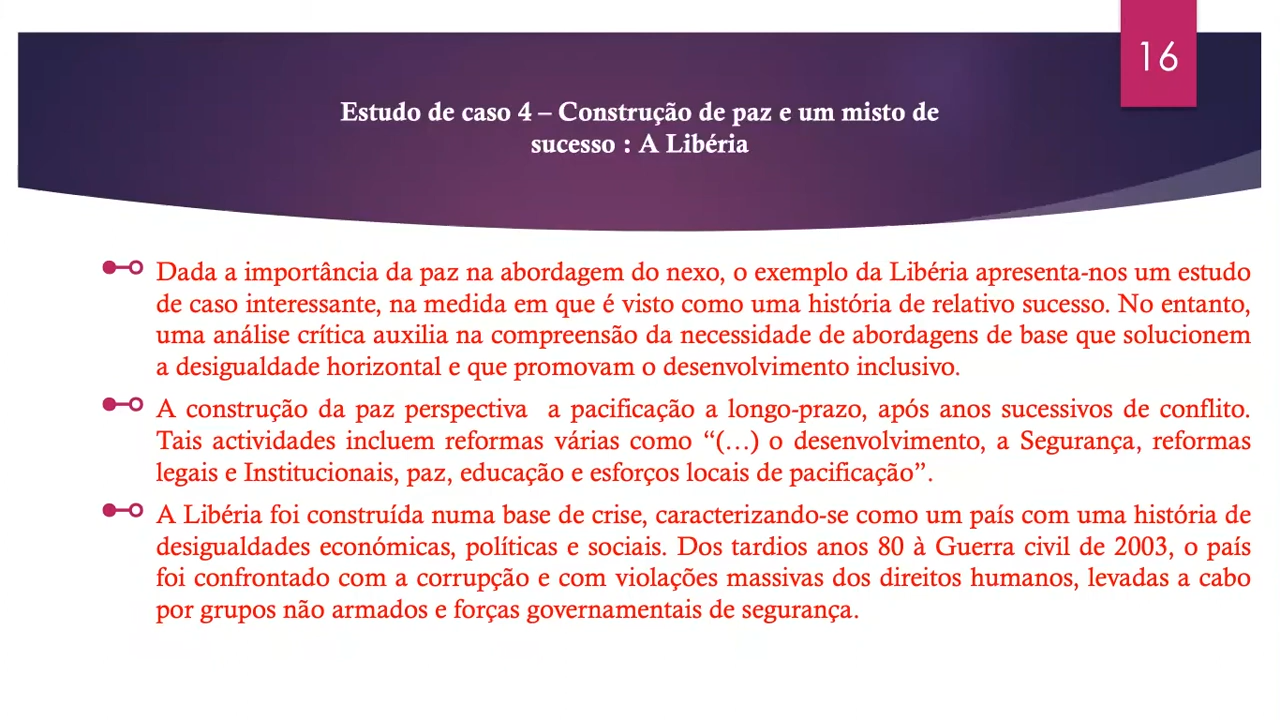 16
Estudo de caso 4 – Construção de paz e um misto de
sucesso : A Libéria
Dada a importância da paz na abordagem do nexo, o exemplo da Libéria apresenta-nos um estudo
de caso interessante, na medida em que é visto como uma história de relativo sucesso. No entanto,
uma análise crítica auxilia na compreensão da necessidade de abordagens de base que solucionem
a desigualdade horizontal e que promovam o desenvolvimento inclusivo.
A construção da paz perspectiva a pacificação a longo-prazo, após anos sucessivos de conflito.
Tais actividades incluem reformas várias como “(…) o desenvolvimento, a Segurança, reformas
legais e Institucionais, paz, educação e esforços locais de pacificação”.
A Libéria foi construída numa base de crise, caracterizando-se como um país com uma história de
desigualdades económicas, políticas e sociais. Dos tardios anos 80 à Guerra civil de 2003, o país
foi confrontado com a corrupção e com violações massivas dos direitos humanos, levadas a cabo
por grupos não armados e forças governamentais de segurança.